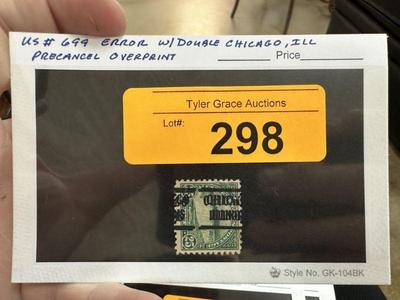 US# 699 ERROR W/DOUBLE CHICAGO, ILL
PRECANCEL OVERPRINT
Price
Tyler Grace Auctions
Lot#:
298
Style No. GK-104BK